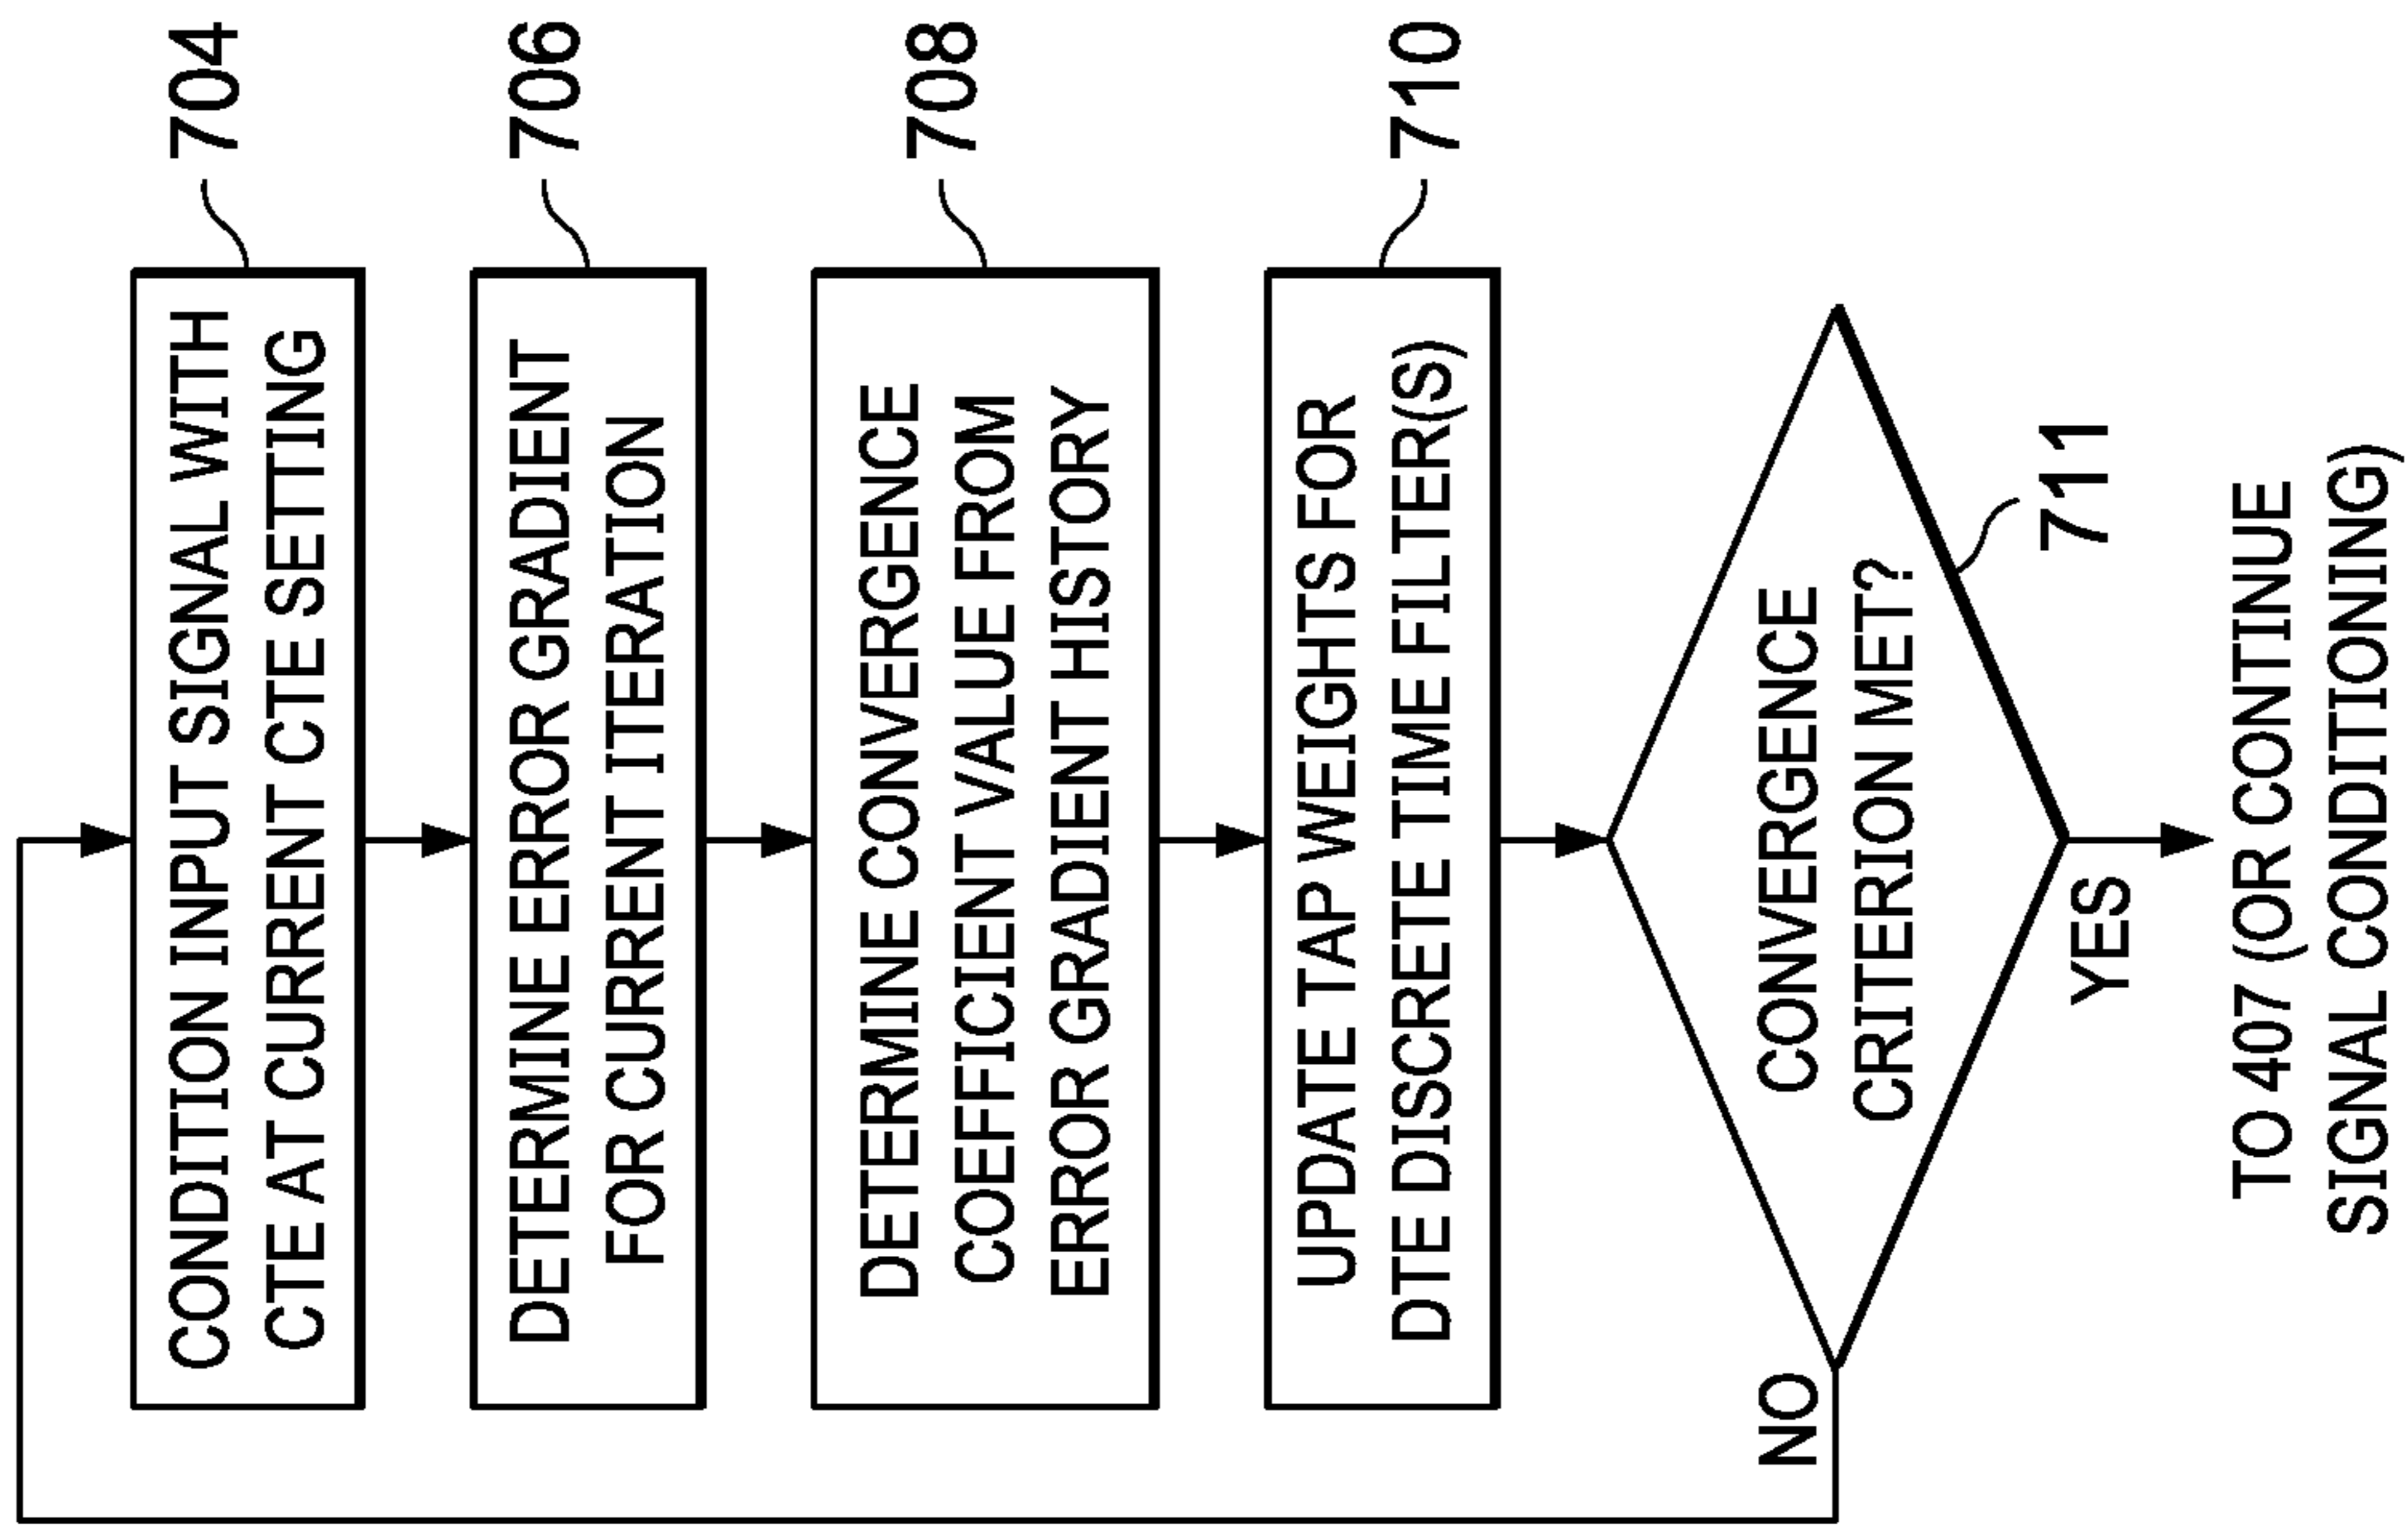 CONDITION INPUT SIGNAL WITH
CTE AT CURRENT CTE SETTING
704
DETERMINE ERROR GRADIENT
FOR CURRENT ITERATION
706
DETERMINE CONVERGENCE
COEFFICIENT VALUE FROM
ERROR GRADIENT HISTORY
708
UPDATE TAP WEIGHTS FOR
DTE DISCRETE TIME FILTER(S)
710
NO
CONVERGENCE
CRITERION MET?
711
YES
TO 407 (OR CONTINUE
SIGNAL CONDITIONING)